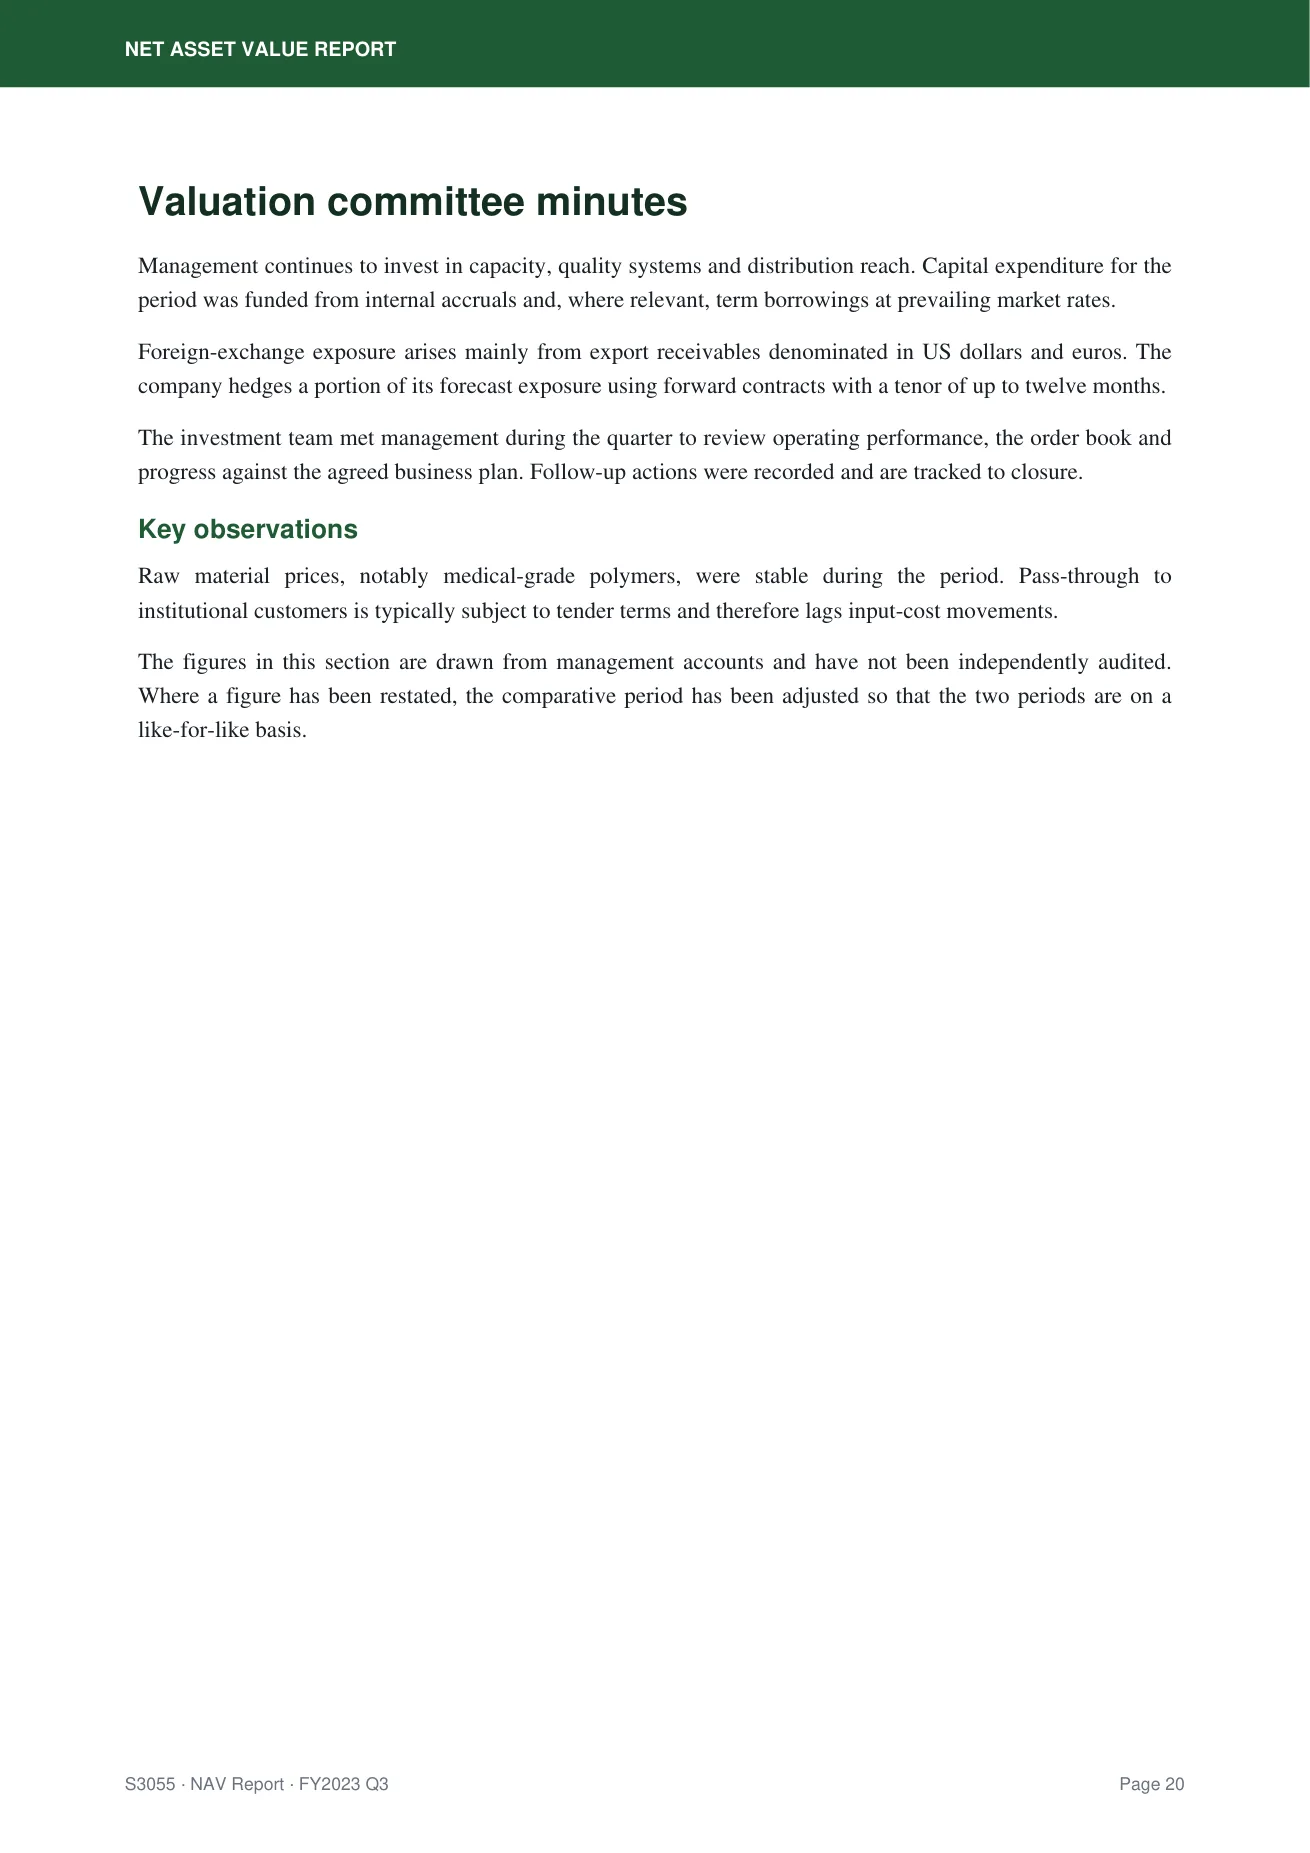 NET ASSET VALUE REPORT
Valuation committee minutes
Management continues to invest in capacity, quality systems and distribution reach. Capital expenditure for the
period was funded from internal accruals and, where relevant, term borrowings at prevailing market rates.
Foreign-exchange exposure arises mainly from export receivables denominated in US dollars and euros. The
company hedges a portion of its forecast exposure using forward contracts with a tenor of up to twelve months.
The investment team met management during the quarter to review operating performance, the order book and
progress against the agreed business plan. Follow-up actions were recorded and are tracked to closure.
Key observations
Raw material prices, notably medical-grade polymers, were stable during the period. Pass-through to
institutional customers is typically subject to tender terms and therefore lags input-cost movements.
The figures in this section are drawn from management accounts and have not been independently audited.
Where a figure has been restated, the comparative period has been adjusted so that the two periods are on a
like-for-like basis.
S3055 · NAV Report · FY2023 Q3
Page 20